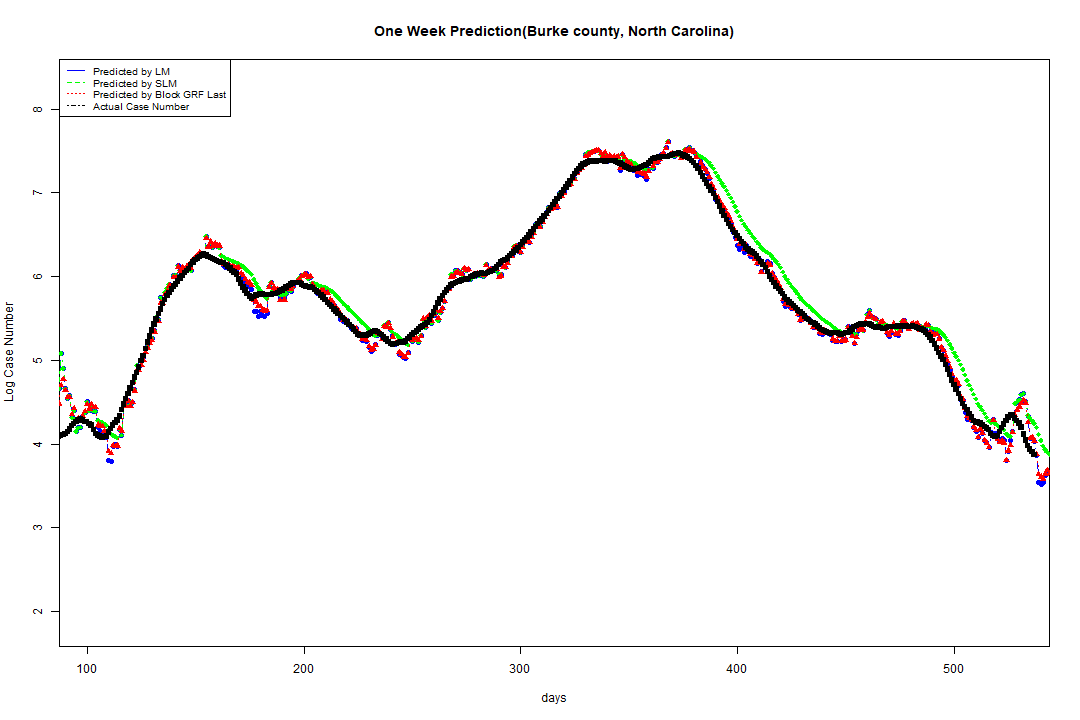 One Week Prediction(Burke county, North Carolina)
Predicted by LM
Predicted by SLM
Predicted by Block GRF Last
Actual Case Number
8
7
6
5
4
3
2
Log Case Number
100 200 300 400 500
days